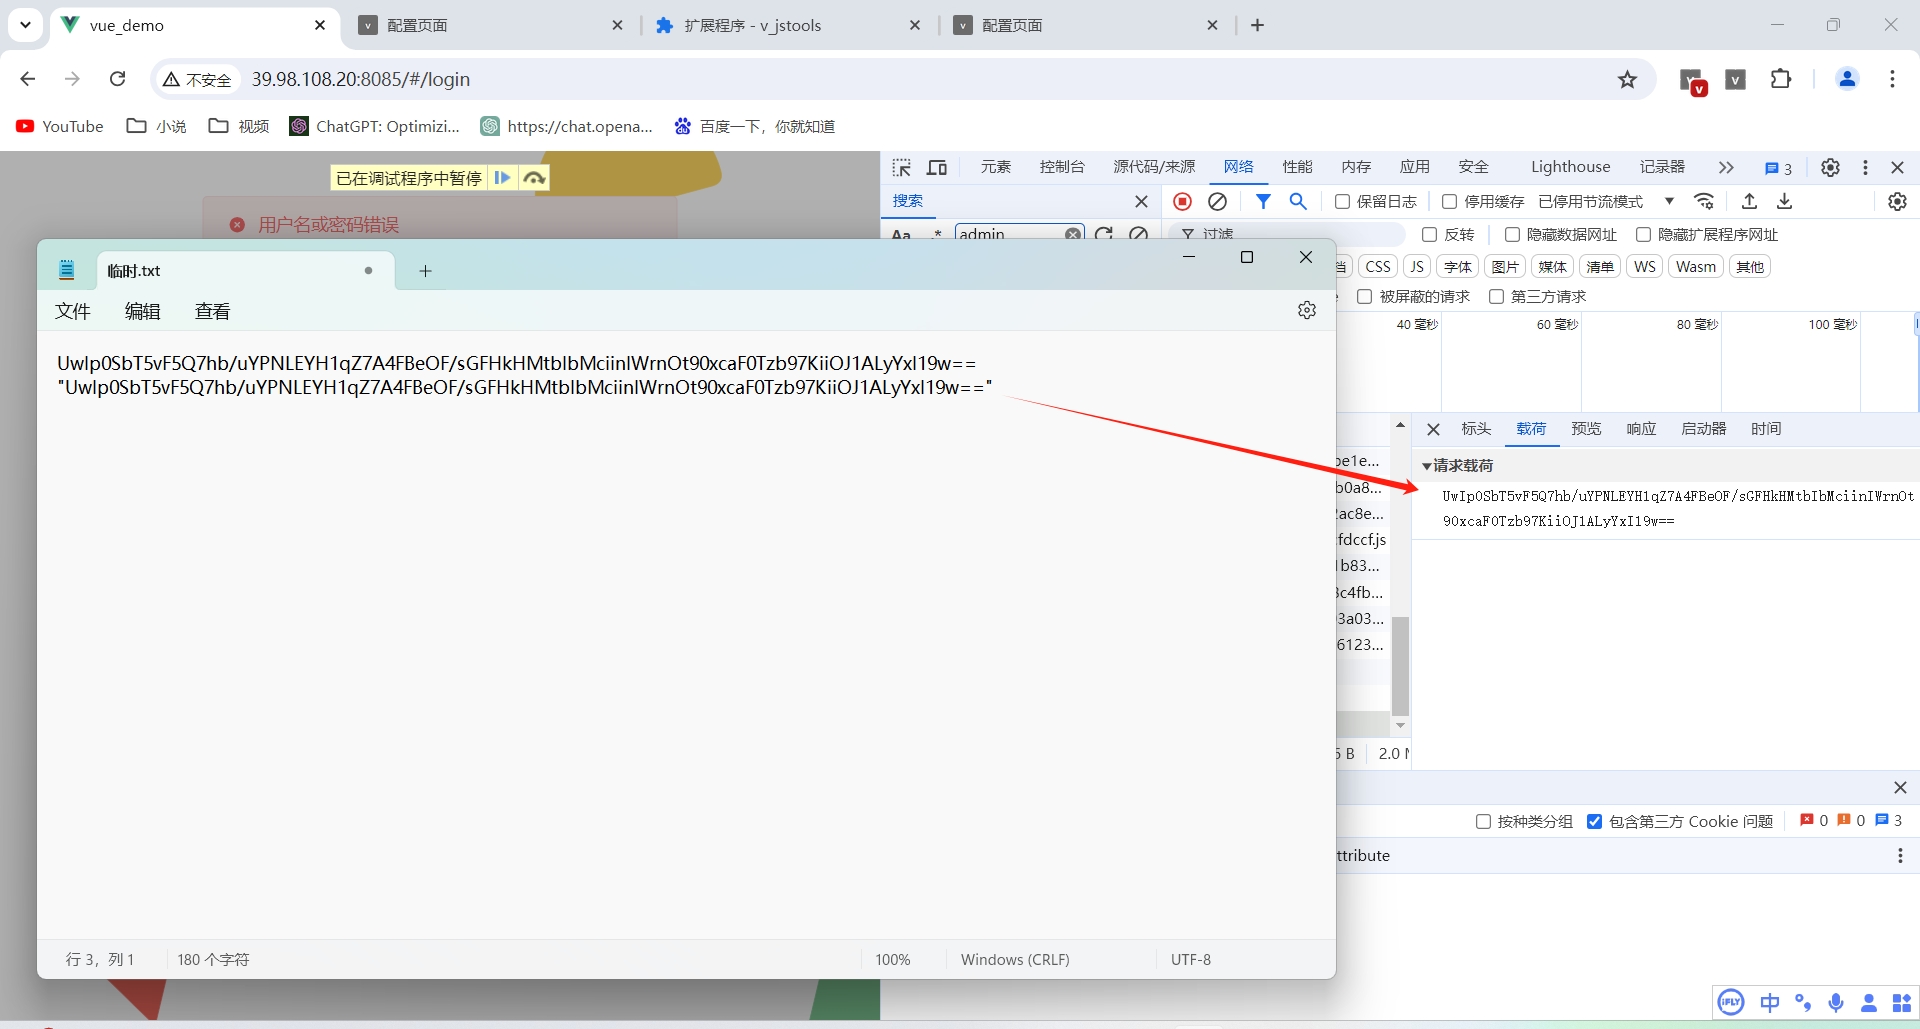 vue_demo
配置页面
扩展程序 - v_jstools
配置页面
不安全
39.98.108.20:8085/#/login
YouTube
小说
视频
ChatGPT: Optimizi...
https://chat.opena...
百度一下，你就知道
已在调试程序中暂停
用户名或密码错误
元素
控制台
源代码/来源
网络
性能
内存
应用
安全
Lighthouse
记录器
3
搜索
保留日志
停用缓存
已停用节流模式
Aa
.*
admin
过滤
反转
隐藏数据网址
隐藏扩展程序网址
CSS
JS
字体
图片
媒体
清单
WS
Wasm
其他
被屏蔽的请求
第三方请求
40 毫秒
60 毫秒
80 毫秒
100 毫秒
临时.txt
文件
编辑
查看
UwIp0SbT5vF5Q7hb/uYPNLEYH1qZ7A4FBeOF/sGFHkHMtbIbMciinIWrnOt90xcaF0Tzb97KiiOJ1ALyYxI19w==
"UwIp0SbT5vF5Q7hb/uYPNLEYH1qZ7A4FBeOF/sGFHkHMtbIbMciinIWrnOt90xcaF0Tzb97KiiOJ1ALyYxI19w=="
标头
载荷
预览
响应
启动器
时间
请求载荷
UwIp0SbT5vF5Q7hb/uYPNLEYH1qZ7A4FBeOF/sGFHkHMtbIbMciinIWrnOt
90xcaF0Tzb97KiiOJ1ALyYxI19w==
be1e...
b0a8...
2ac8e...
fdccf.js
1b83...
3c4fb...
3a03...
6123...
5 B
2.0 M
按种类分组
包含第三方 Cookie 问题
0
0
3
ttribute
行 3，列 1
180 个字符
100%
Windows (CRLF)
UTF-8
iFLY
中